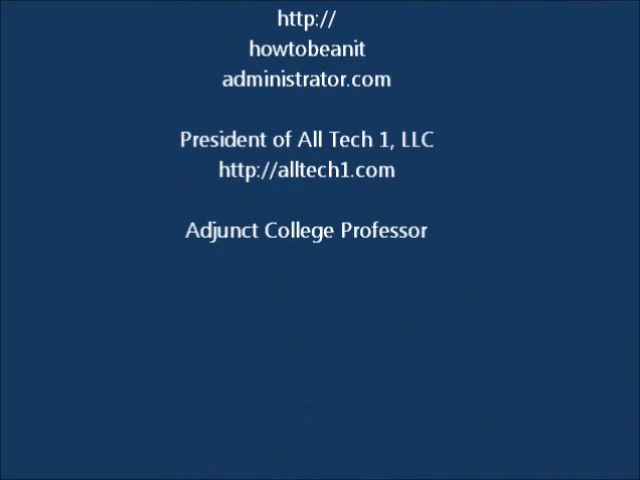 http://
howtobeanit
administrator.com
President of All Tech 1, LLC
http://alltech1.com
Adjunct College Professor